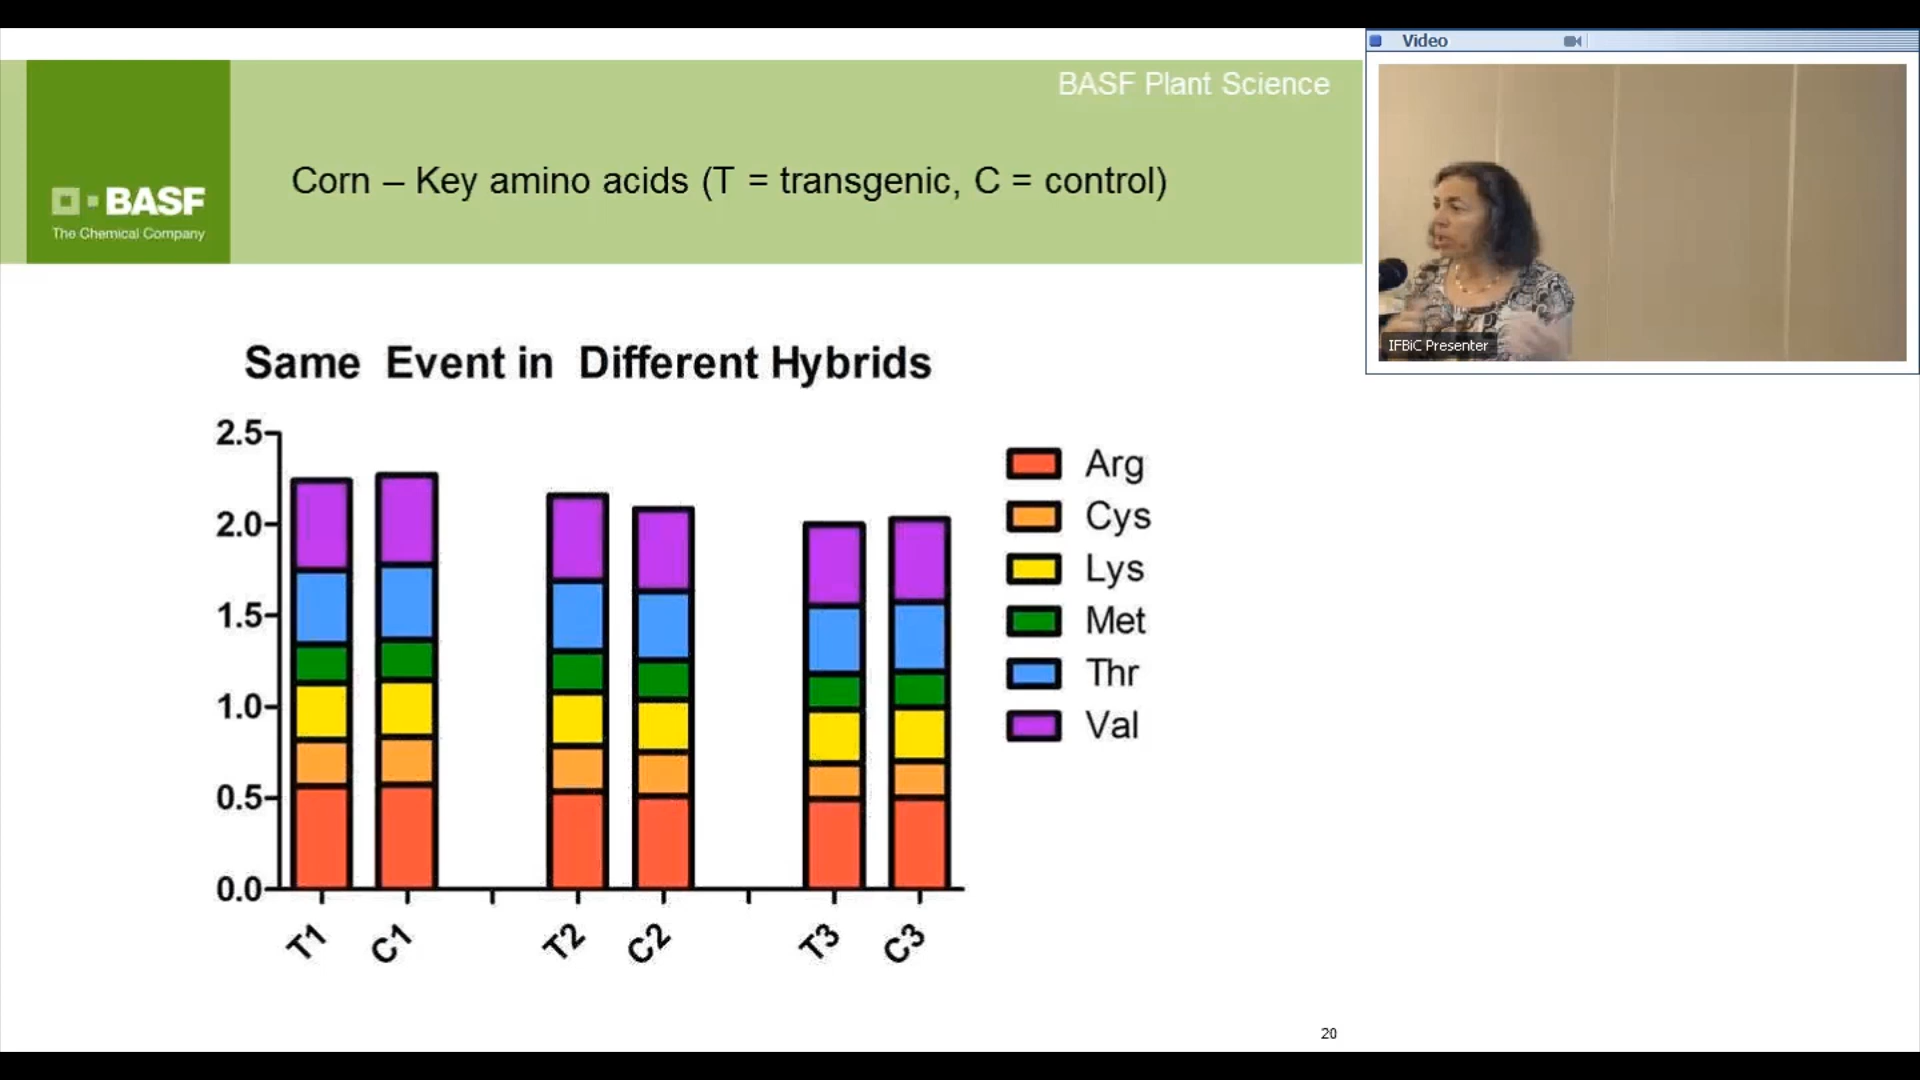 BASF Plant Science
BASF
The Chemical Company
Corn – Key amino acids (T = transgenic, C = control)
Video
IFBiC Presenter
Same Event in Different Hybrids
2.5
2.0
1.5
1.0
0.5
0.0
T1
C1
T2
C2
T3
C3
Arg
Cys
Lys
Met
Thr
Val
20